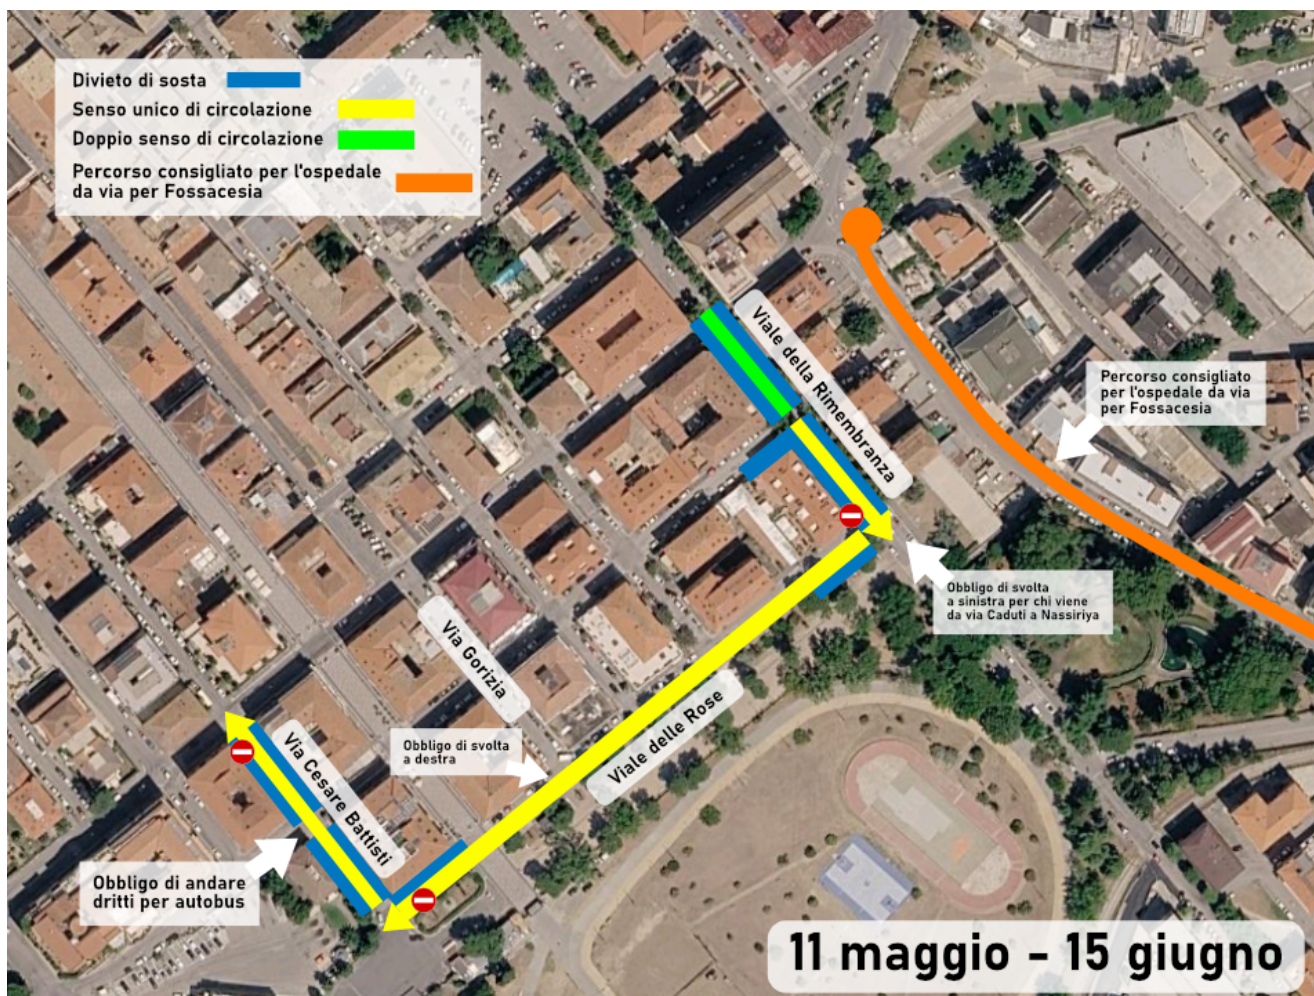 Divieto di sosta
Senso unico di circolazione
Doppio senso di circolazione
Percorso consigliato per l'ospedale
da via per Fossacesia
Viale della Rimembranza
Percorso consigliato
per l'ospedale da via
per Fossacesia
Obbligo di svolta
a sinistra per chi viene
da via Caduti a Nassiriya
Via Gorizia
Viale delle Rose
Obbligo di svolta
a destra
Via Cesare Battisti
Obbligo di andare
dritti per autobus
11 maggio - 15 giugno